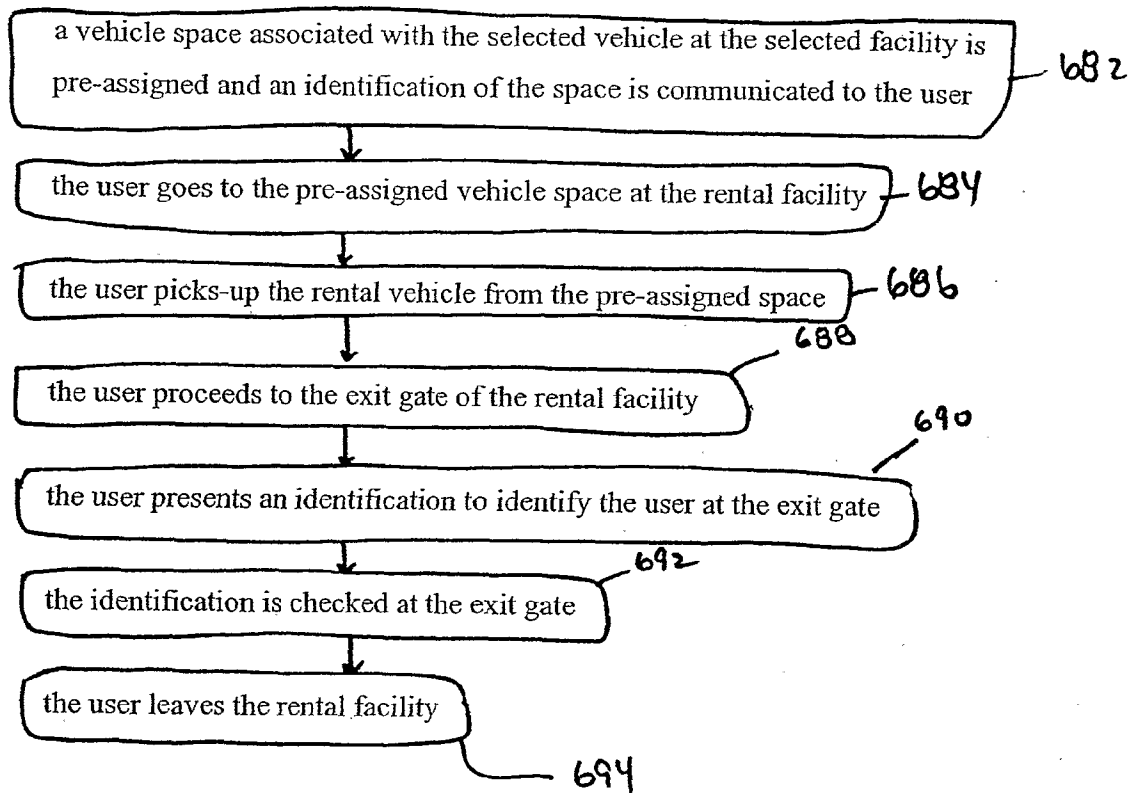 a vehicle space associated with the selected vehicle at the selected facility is
pre-assigned and an identification of the space is communicated to the user
682
the user goes to the pre-assigned vehicle space at the rental facility
684
the user picks-up the rental vehicle from the pre-assigned space
686
688
the user proceeds to the exit gate of the rental facility
690
the user presents an identification to identify the user at the exit gate
692
the identification is checked at the exit gate
the user leaves the rental facility
694